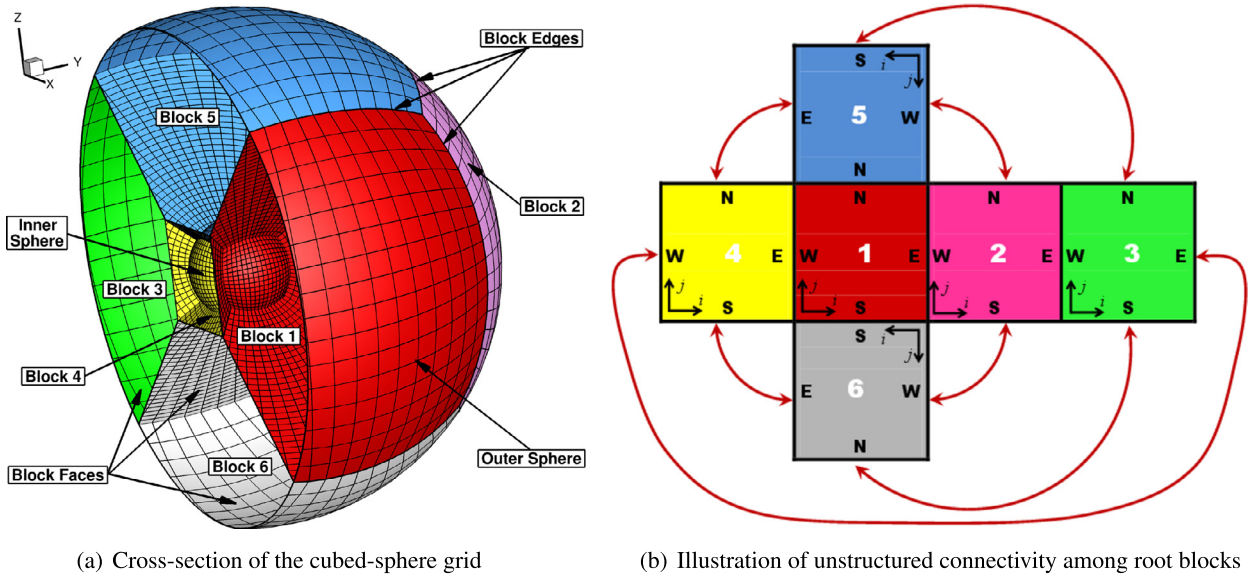 Z
Y
X
Block Edges
Block 5
Block 2
Inner
Sphere
Block 3
Block 1
Block 4
Outer Sphere
Block 6
Block Faces
(a) Cross-section of the cubed-sphere grid
S
i
j
E
5
W
N
N
N
N
N
W
4
E
W
1
E
W
2
E
W
3
E
j
i
S
j
i
S
j
i
S
j
i
S
S
i
j
E
6
W
N
(b) Illustration of unstructured connectivity among root blocks